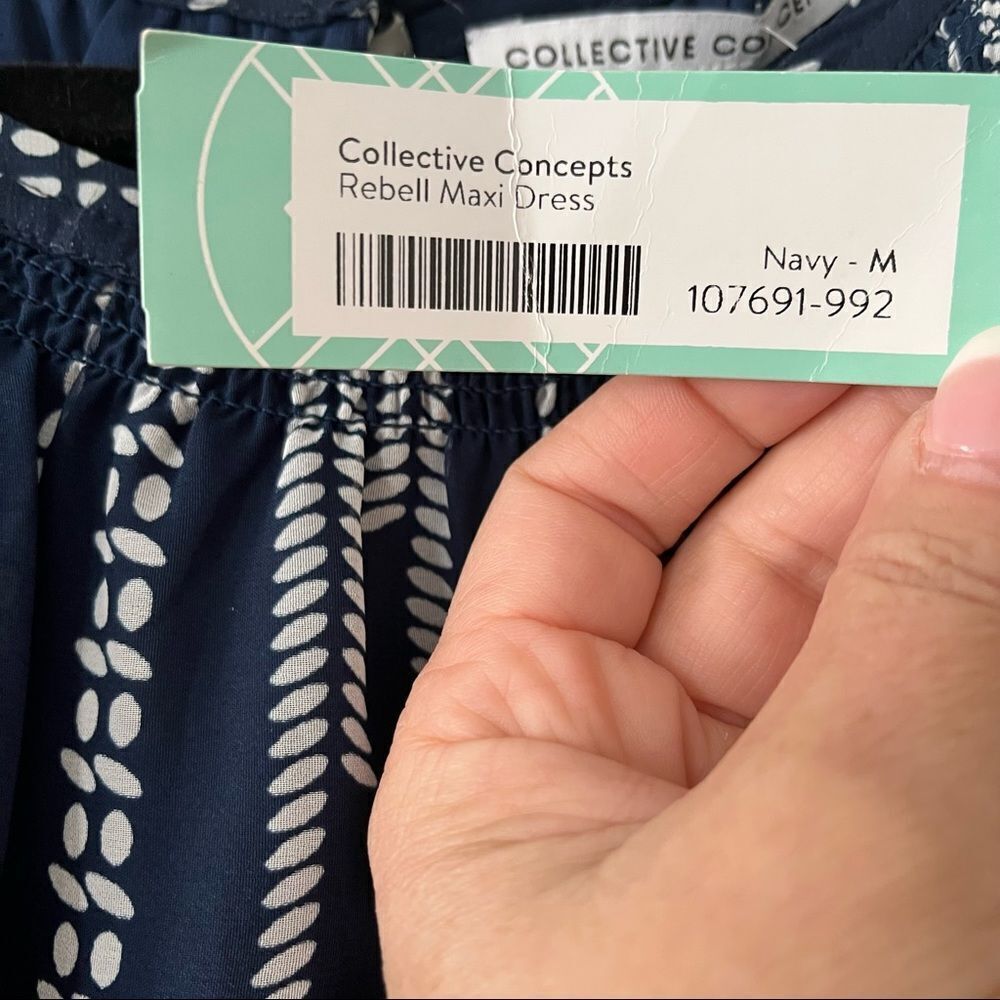 COLLECTIVE CO
Collective Concepts
Rebell Maxi Dress
Navy - M
107691-992